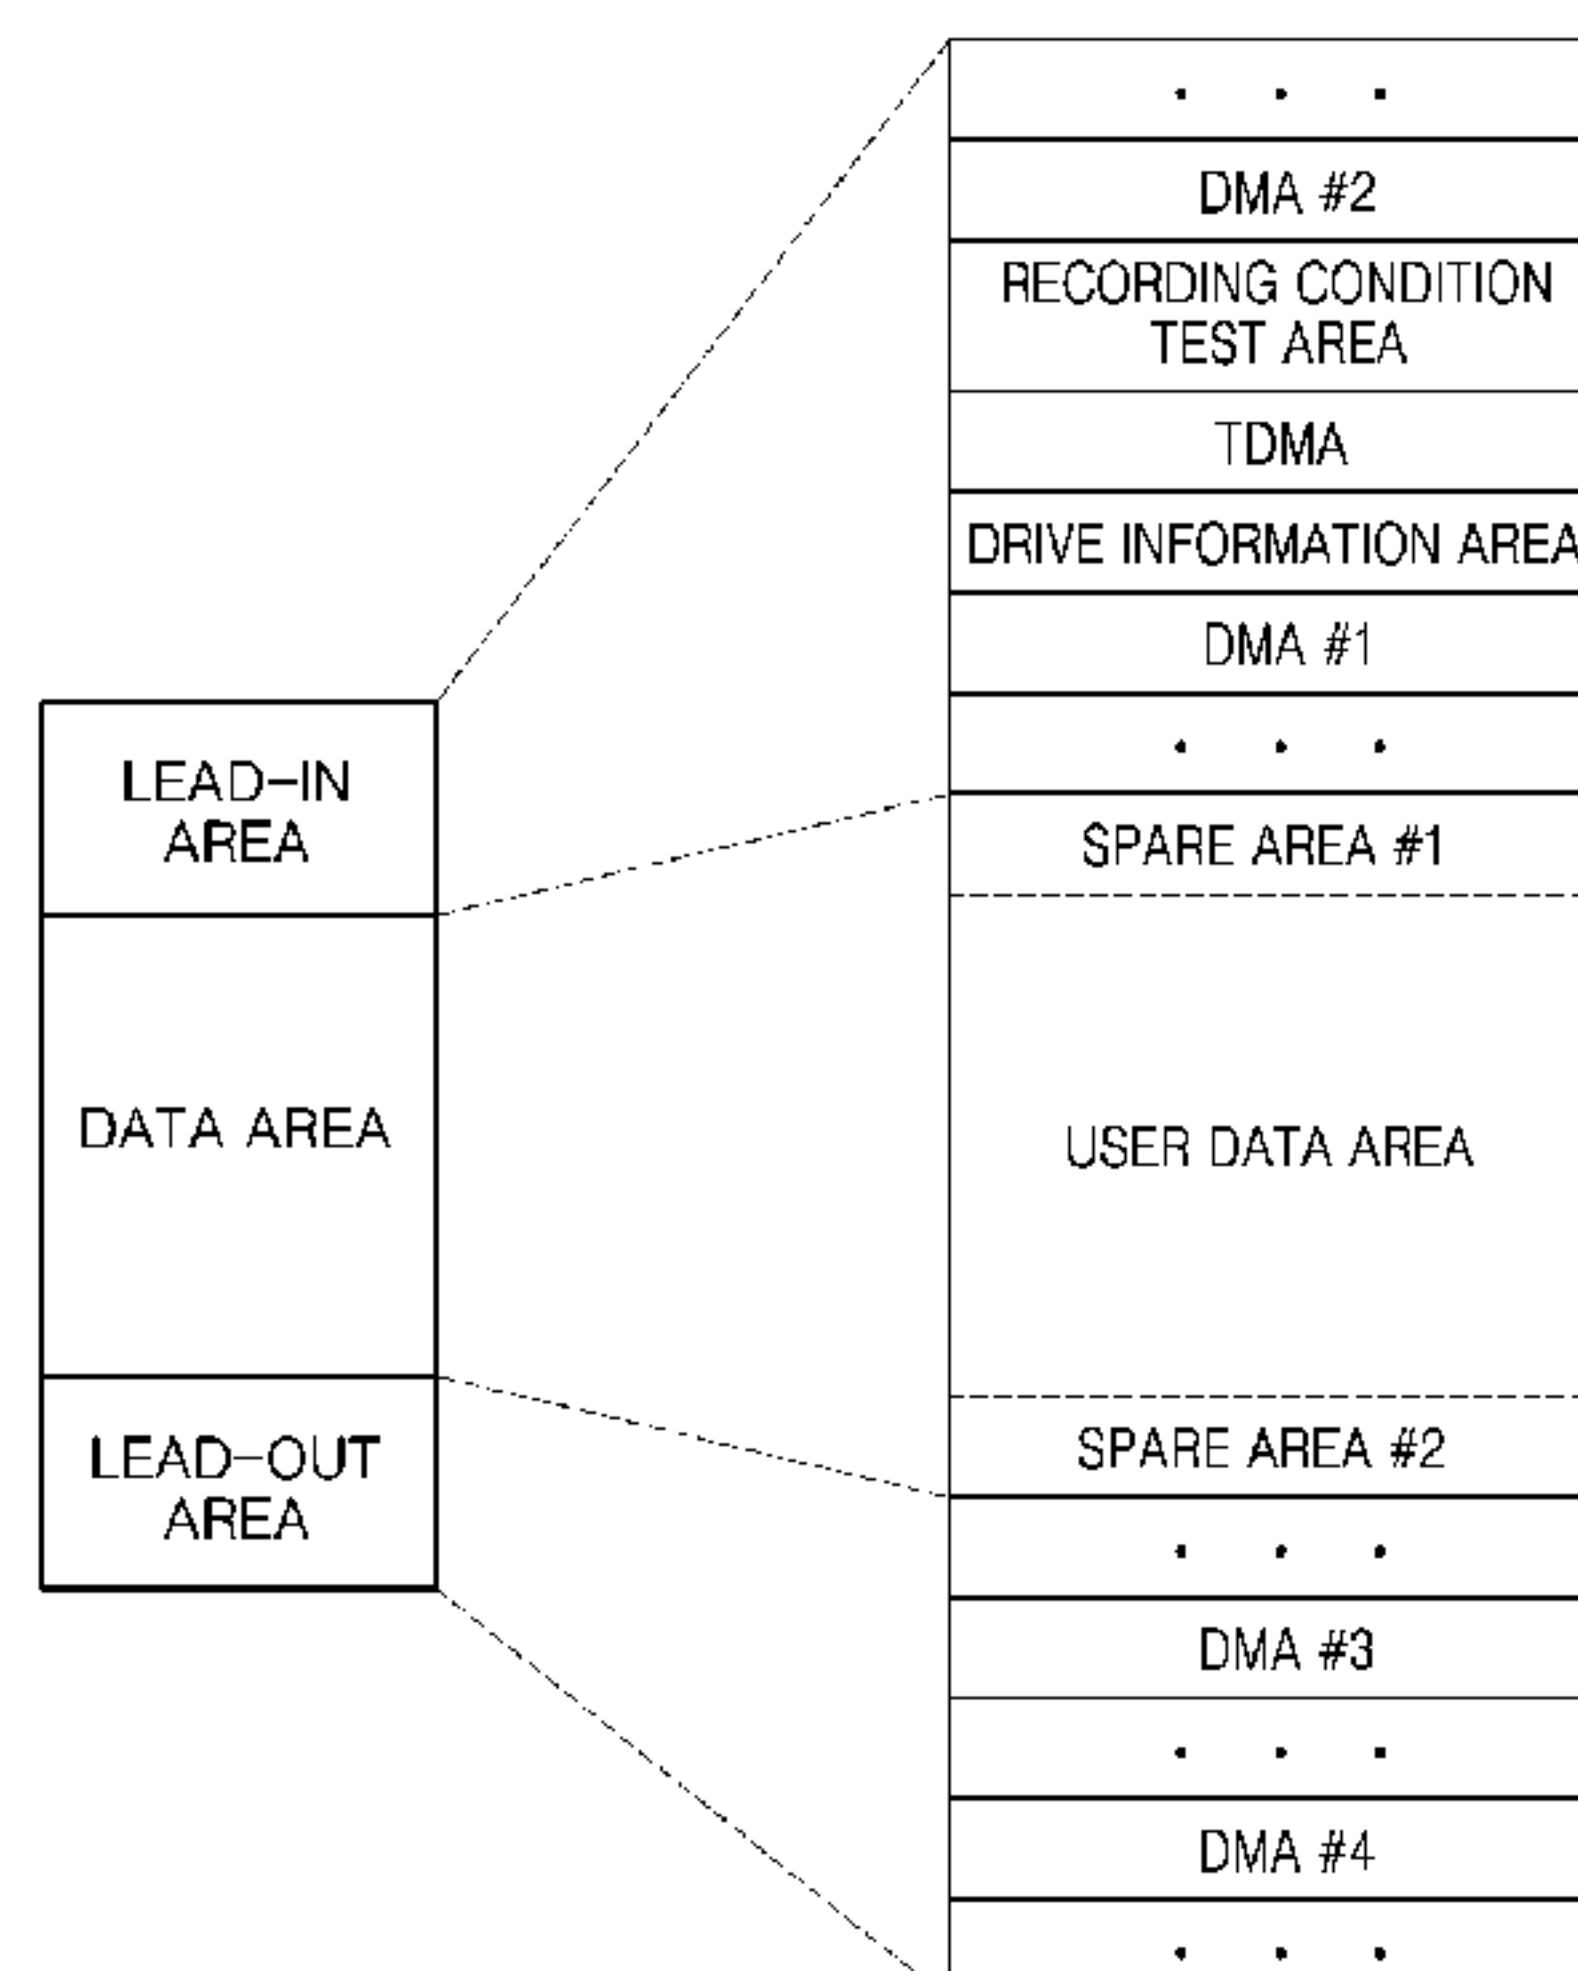 LEAD-IN
AREA
DATA AREA
LEAD-OUT
AREA
. . .
DMA #2
RECORDING CONDITION
TEST AREA
TDMA
DRIVE INFORMATION AREA
DMA #1
. . .
SPARE AREA #1
USER DATA AREA
SPARE AREA #2
. . .
DMA #3
. . .
DMA #4
. . .